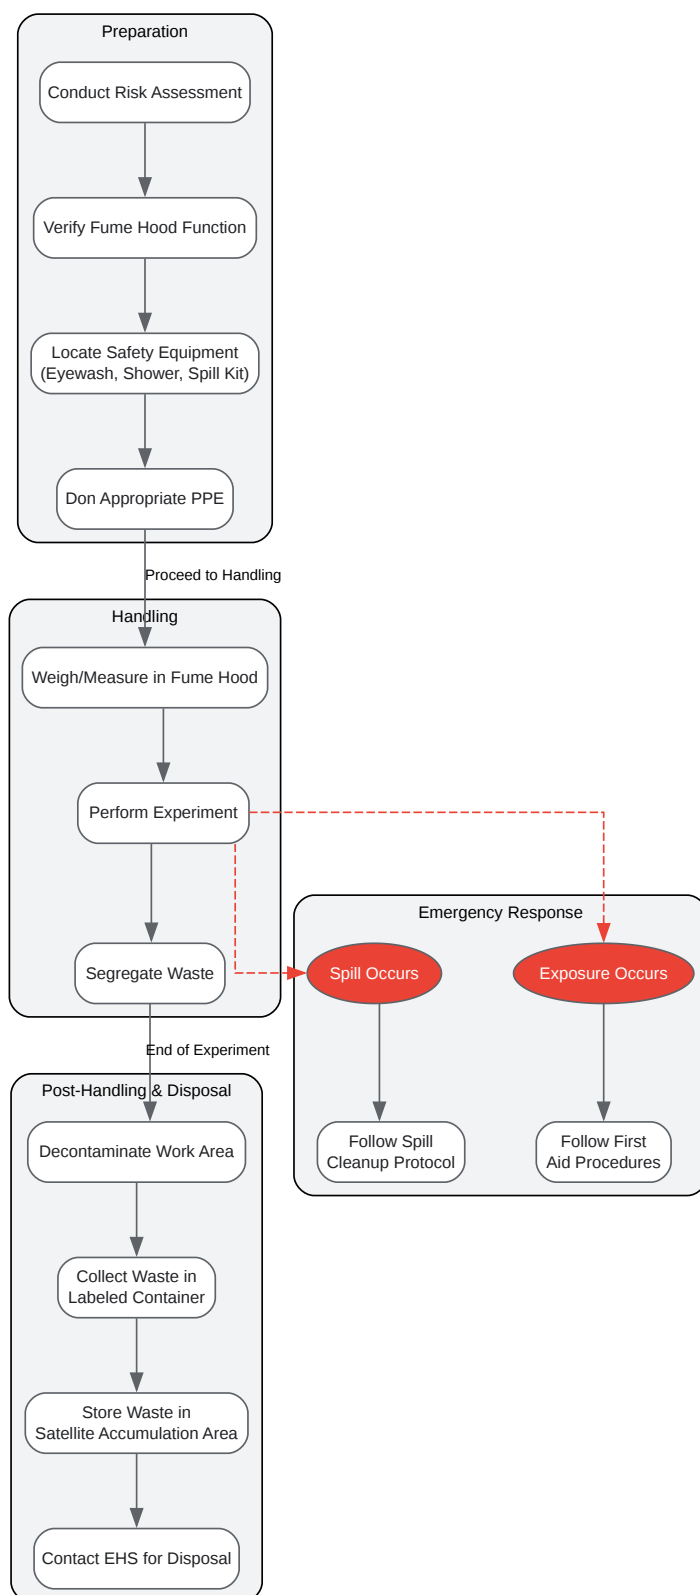 Preparation
Conduct Risk Assessment
Verify Fume Hood Function
Locate Safety Equipment
(Eyewash, Shower, Spill Kit)
Don Appropriate PPE
Proceed to Handling
Handling
Weigh/Measure in Fume Hood
Perform Experiment
Segregate Waste
Emergency Response
Spill Occurs
Exposure Occurs
Follow Spill
Cleanup Protocol
Follow First
Aid Procedures
End of Experiment
Post-Handling & Disposal
Decontaminate Work Area
Collect Waste in
Labeled Container
Store Waste in
Satellite Accumulation Area
Contact EHS for Disposal